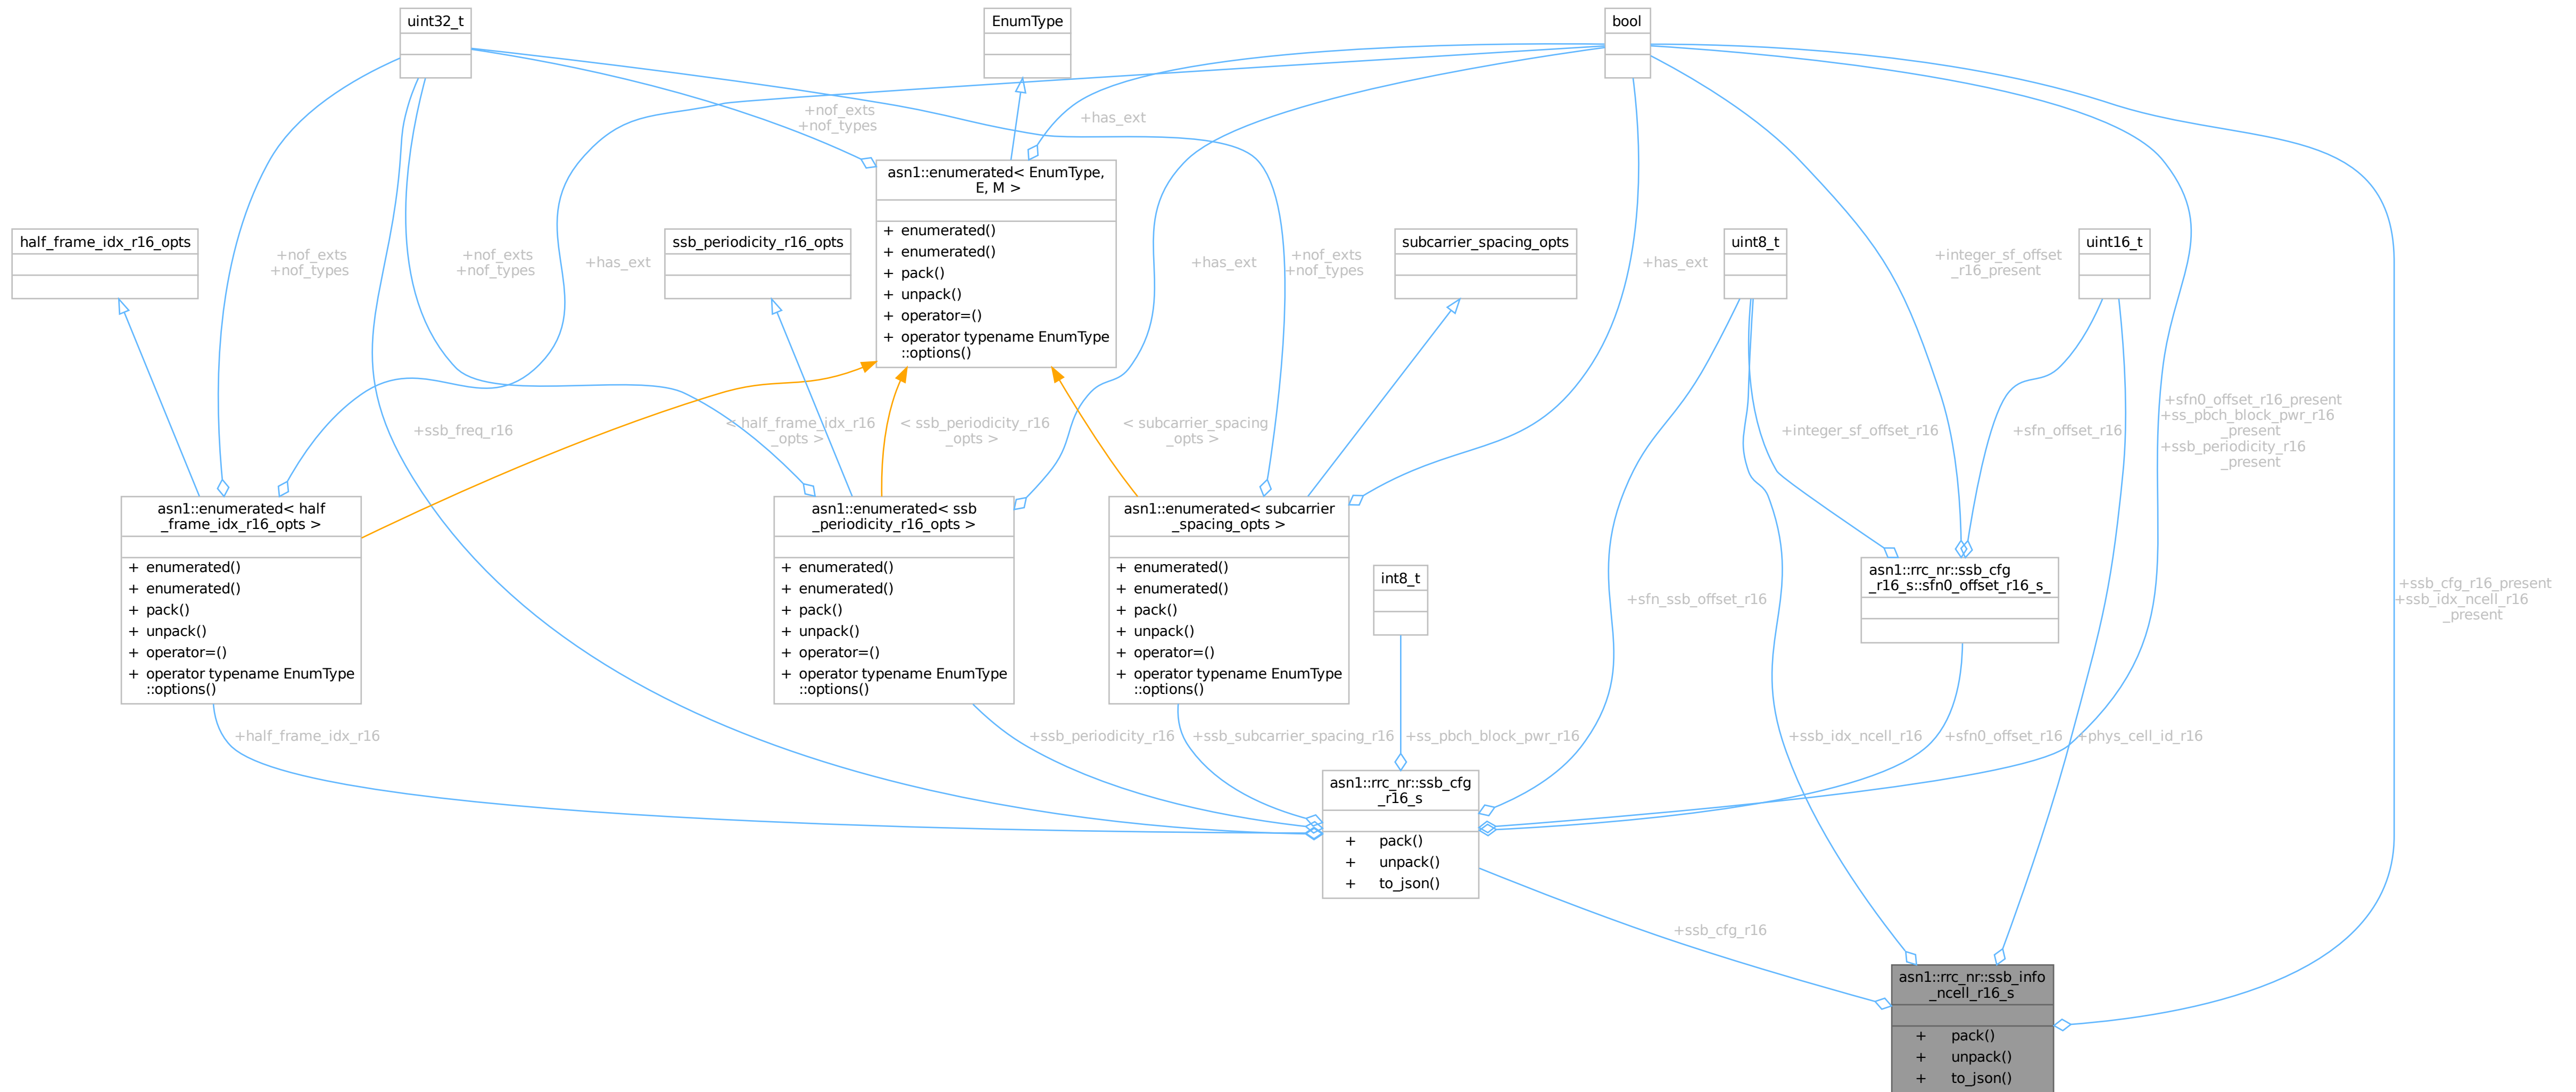 uint32_t
EnumType
bool
+nof_exts
+nof_types
+has_ext
asn1::enumerated< EnumType,
E, M >
+ enumerated()
+ enumerated()
+ pack()
+ unpack()
+ operator=()
+ operator typename EnumType
::options()
half_frame_idx_r16_opts
+nof_exts
+nof_types
+nof_exts
+nof_types
+has_ext
ssb_periodicity_r16_opts
+has_ext
+nof_exts
+nof_types
subcarrier_spacing_opts
+has_ext
uint8_t
+integer_sf_offset
_r16_present
uint16_t
+ssb_freq_r16
< half_frame_idx_r16
_opts >
< ssb_periodicity_r16
_opts >
< subcarrier_spacing
_opts >
+integer_sf_offset_r16
+sfn_offset_r16
+sfn0_offset_r16_present
+ss_pbch_block_pwr_r16
_present
+ssb_periodicity_r16
_present
asn1::enumerated< half
_frame_idx_r16_opts >
+ enumerated()
+ enumerated()
+ pack()
+ unpack()
+ operator=()
+ operator typename EnumType
::options()
asn1::enumerated< ssb
_periodicity_r16_opts >
+ enumerated()
+ enumerated()
+ pack()
+ unpack()
+ operator=()
+ operator typename EnumType
::options()
asn1::enumerated< subcarrier
_spacing_opts >
+ enumerated()
+ enumerated()
+ pack()
+ unpack()
+ operator=()
+ operator typename EnumType
::options()
int8_t
+sfn_ssb_offset_r16
asn1::rrc_nr::ssb_cfg
_r16_s::sfn0_offset_r16_s_
+ssb_cfg_r16_present
+ssb_idx_ncell_r16
_present
+half_frame_idx_r16
+ssb_periodicity_r16
+ssb_subcarrier_spacing_r16
+ss_pbch_block_pwr_r16
+ssb_idx_ncell_r16
+sfn0_offset_r16
+phys_cell_id_r16
asn1::rrc_nr::ssb_cfg
_r16_s
+ pack()
+ unpack()
+ to_json()
+ssb_cfg_r16
asn1::rrc_nr::ssb_info
_ncell_r16_s
+ pack()
+ unpack()
+ to_json()